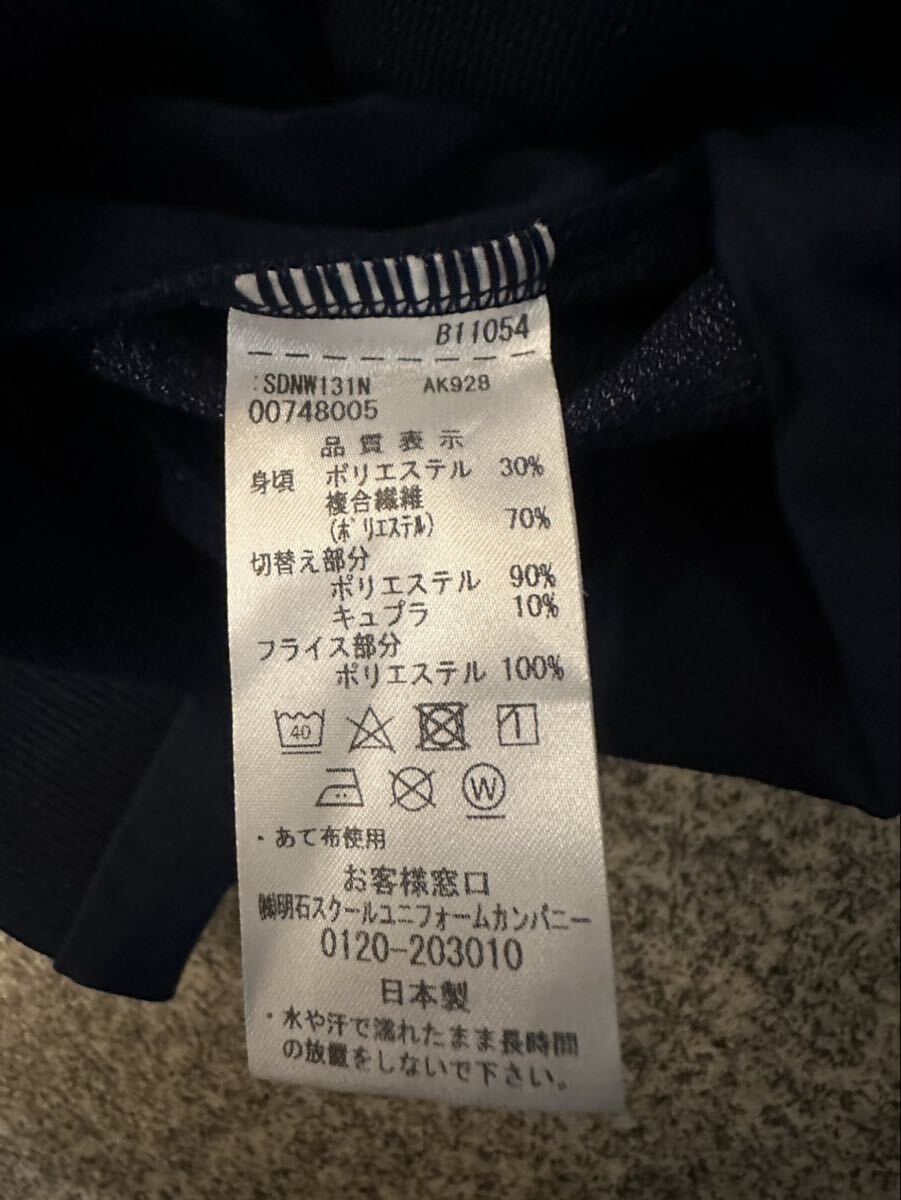 B11054
:SDNW131N AK928
00748005
品質表示
身頃 ポリエステル 30%
複合繊維
(ポリエステル) 70%
切替え部分
ポリエステル 90%
キュプラ 10%
フライス部分
ポリエステル 100%
40
W
・あて布使用
お客様窓口
㈱明石スクールユニフォームカンパニー
0120-203010
日本製
・水や汗で濡れたまま長時間
の放置をしないで下さい。